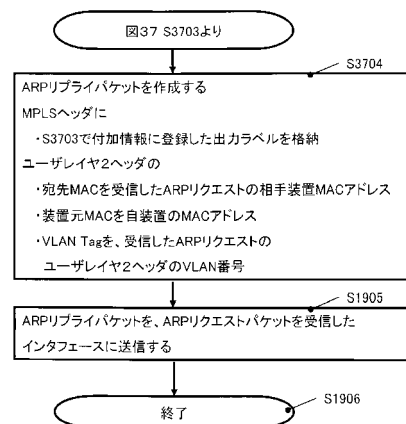 図37 S3703より
S3704
ARPリプライパケットを作成する
MPLSヘッダに
・S3703で付加情報に登録した出力ラベルを格納
ユーザレイヤ2ヘッダの
・宛先MACを受信したARPリクエストの相手装置MACアドレス
・装置元MACを自装置のMACアドレス
・VLAN Tagを、受信したARPリクエストの
ユーザレイヤ2ヘッダのVLAN番号
S1905
ARPリプライパケットを、ARPリクエストパケットを受信した
インタフェースに送信する
S1906
終了